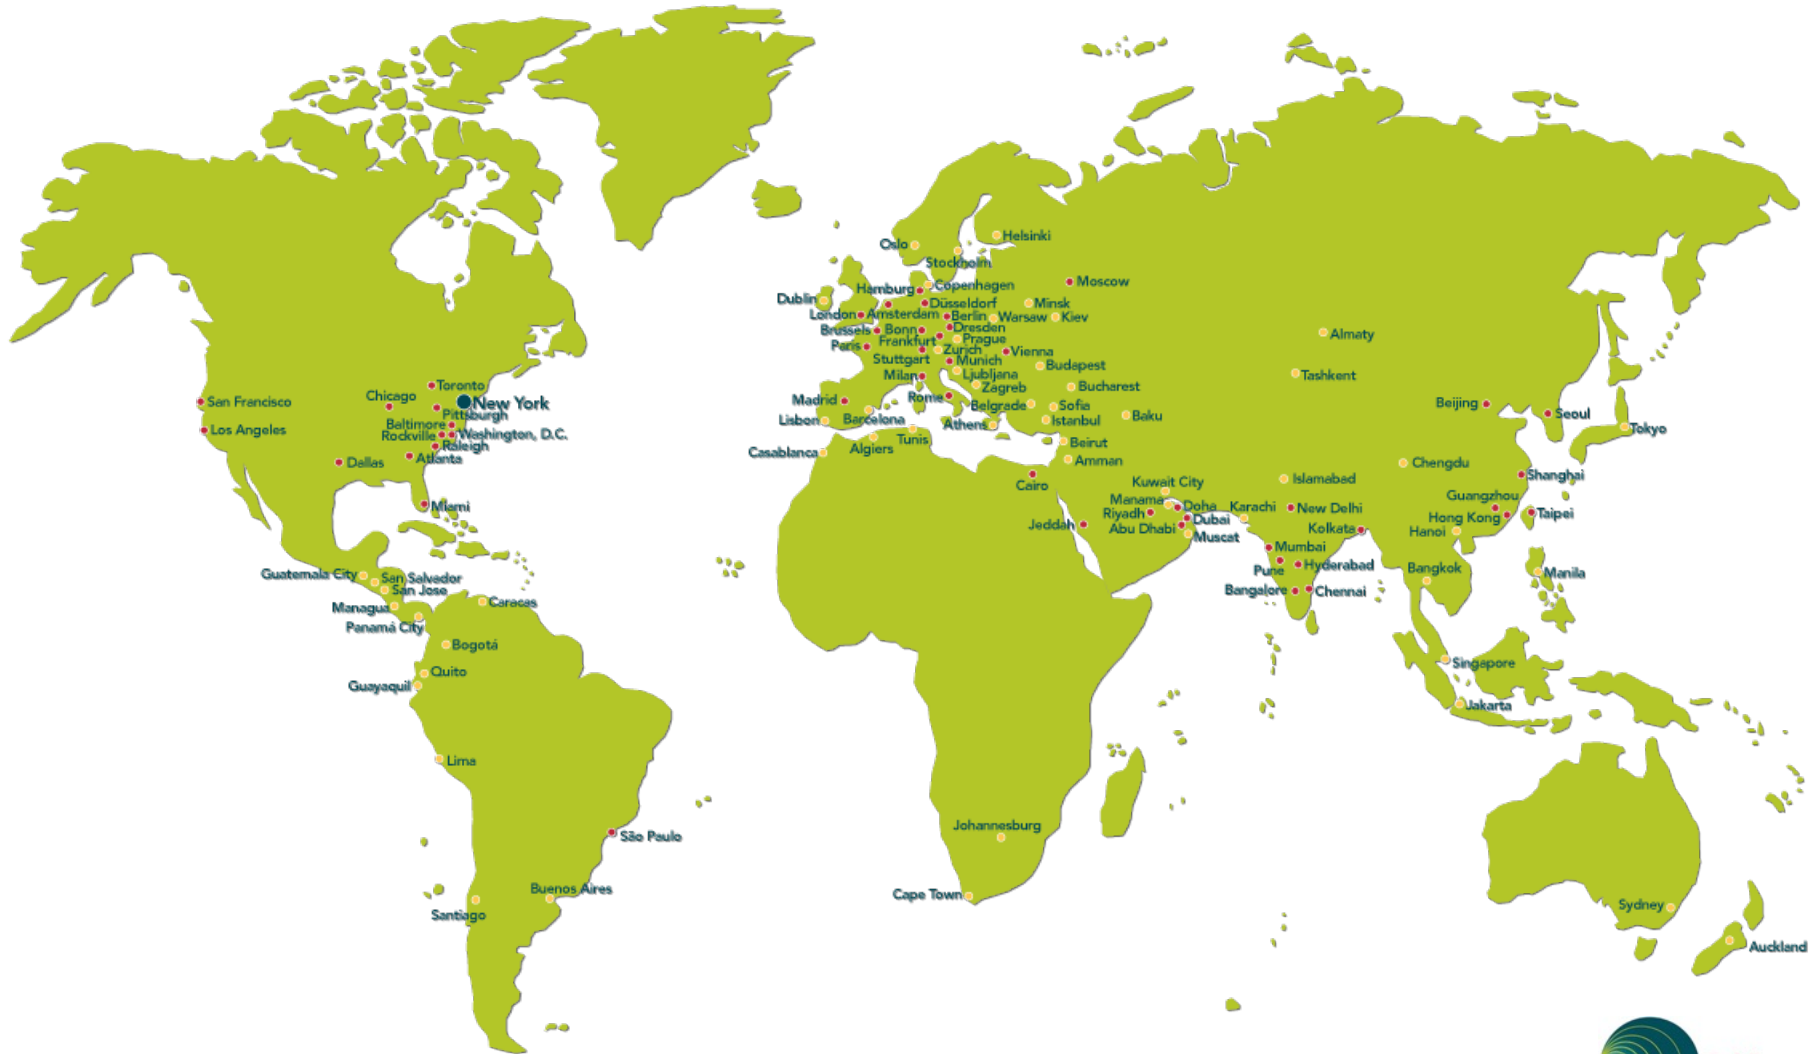 Helsinki
Oslo
Stockholm
Moscow
Hamburg
Copenhagen
Dublin
Düsseldorf
Minsk
London
Amsterdam
Berlin
Warsaw
Kiev
Brussels
Bonn
Dresden
Almaty
Paris
Frankfurt
Prague
Zurich
Vienna
Stuttgart
Munich
Budapest
Milan
Ljubljana
Tashkent
Toronto
Zagreb
Bucharest
Chicago
Rome
San Francisco
New York
Madrid
Belgrade
Sofia
Beijing
Pittsburgh
Baku
Seoul
Lisbon
Barcelona
Istanbul
Baltimore
Athens
Los Angeles
Rockville
Washington, D.C.
Tokyo
Tunis
Beirut
Raleigh
Casablanca
Algiers
Atlanta
Dallas
Amman
Chengdu
Cairo
Kuwait City
Islamabad
Shanghai
Miami
Manama
Doha
Karachi
New Delhi
Guangzhou
Riyadh
Dubai
Hong Kong
Taipei
Jeddah
Abu Dhabi
Kolkata
Hanoi
Muscat
Mumbai
Guatemala City
San Salvador
Pune
Hyderabad
Bangkok
Manila
San Jose
Bangalore
Chennai
Managua
Caracas
Panamá City
Bogotá
Singapore
Quito
Guayaquil
Jakarta
Lima
Johannesburg
São Paulo
Buenos Aires
Cape Town
Santiago
Sydney
Auckland